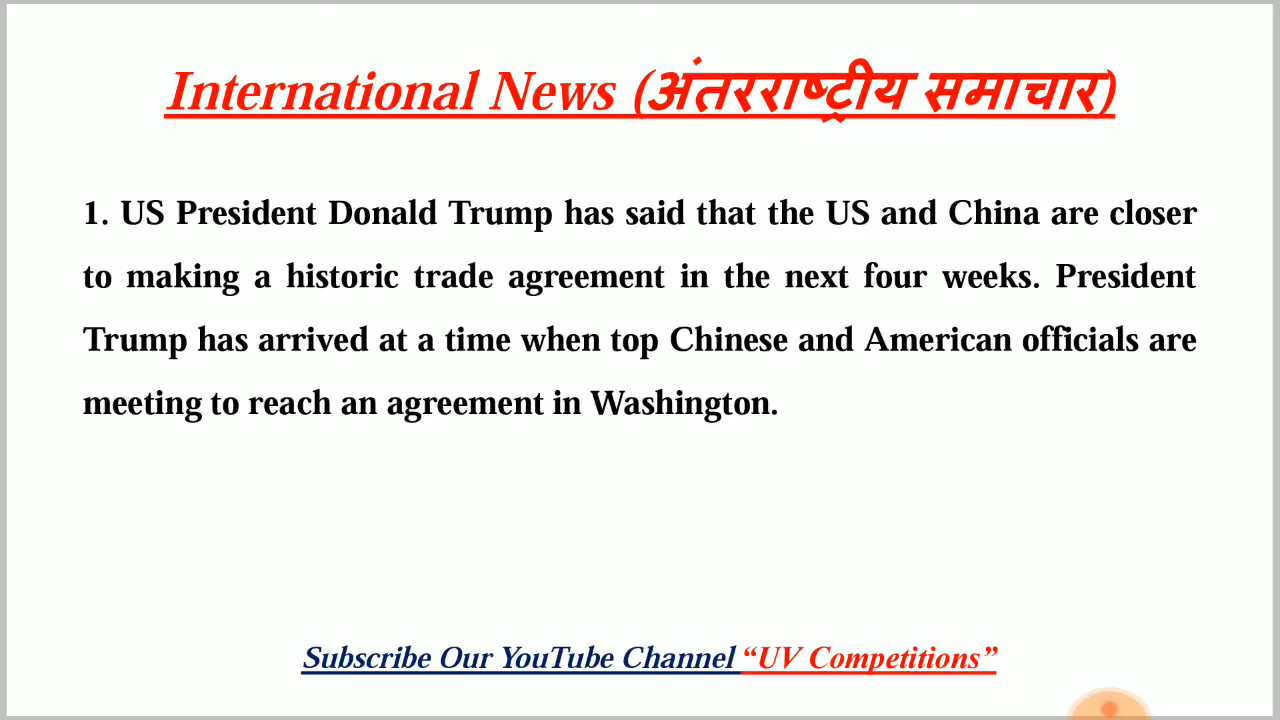 International News (अंतरराष्ट्रीय समाचार)
1. US President Donald Trump has said that the US and China are closer
to making a historic trade agreement in the next four weeks. President
Trump has arrived at a time when top Chinese and American officials are
meeting to reach an agreement in Washington.
Subscribe Our YouTube Channel “UV Competitions”